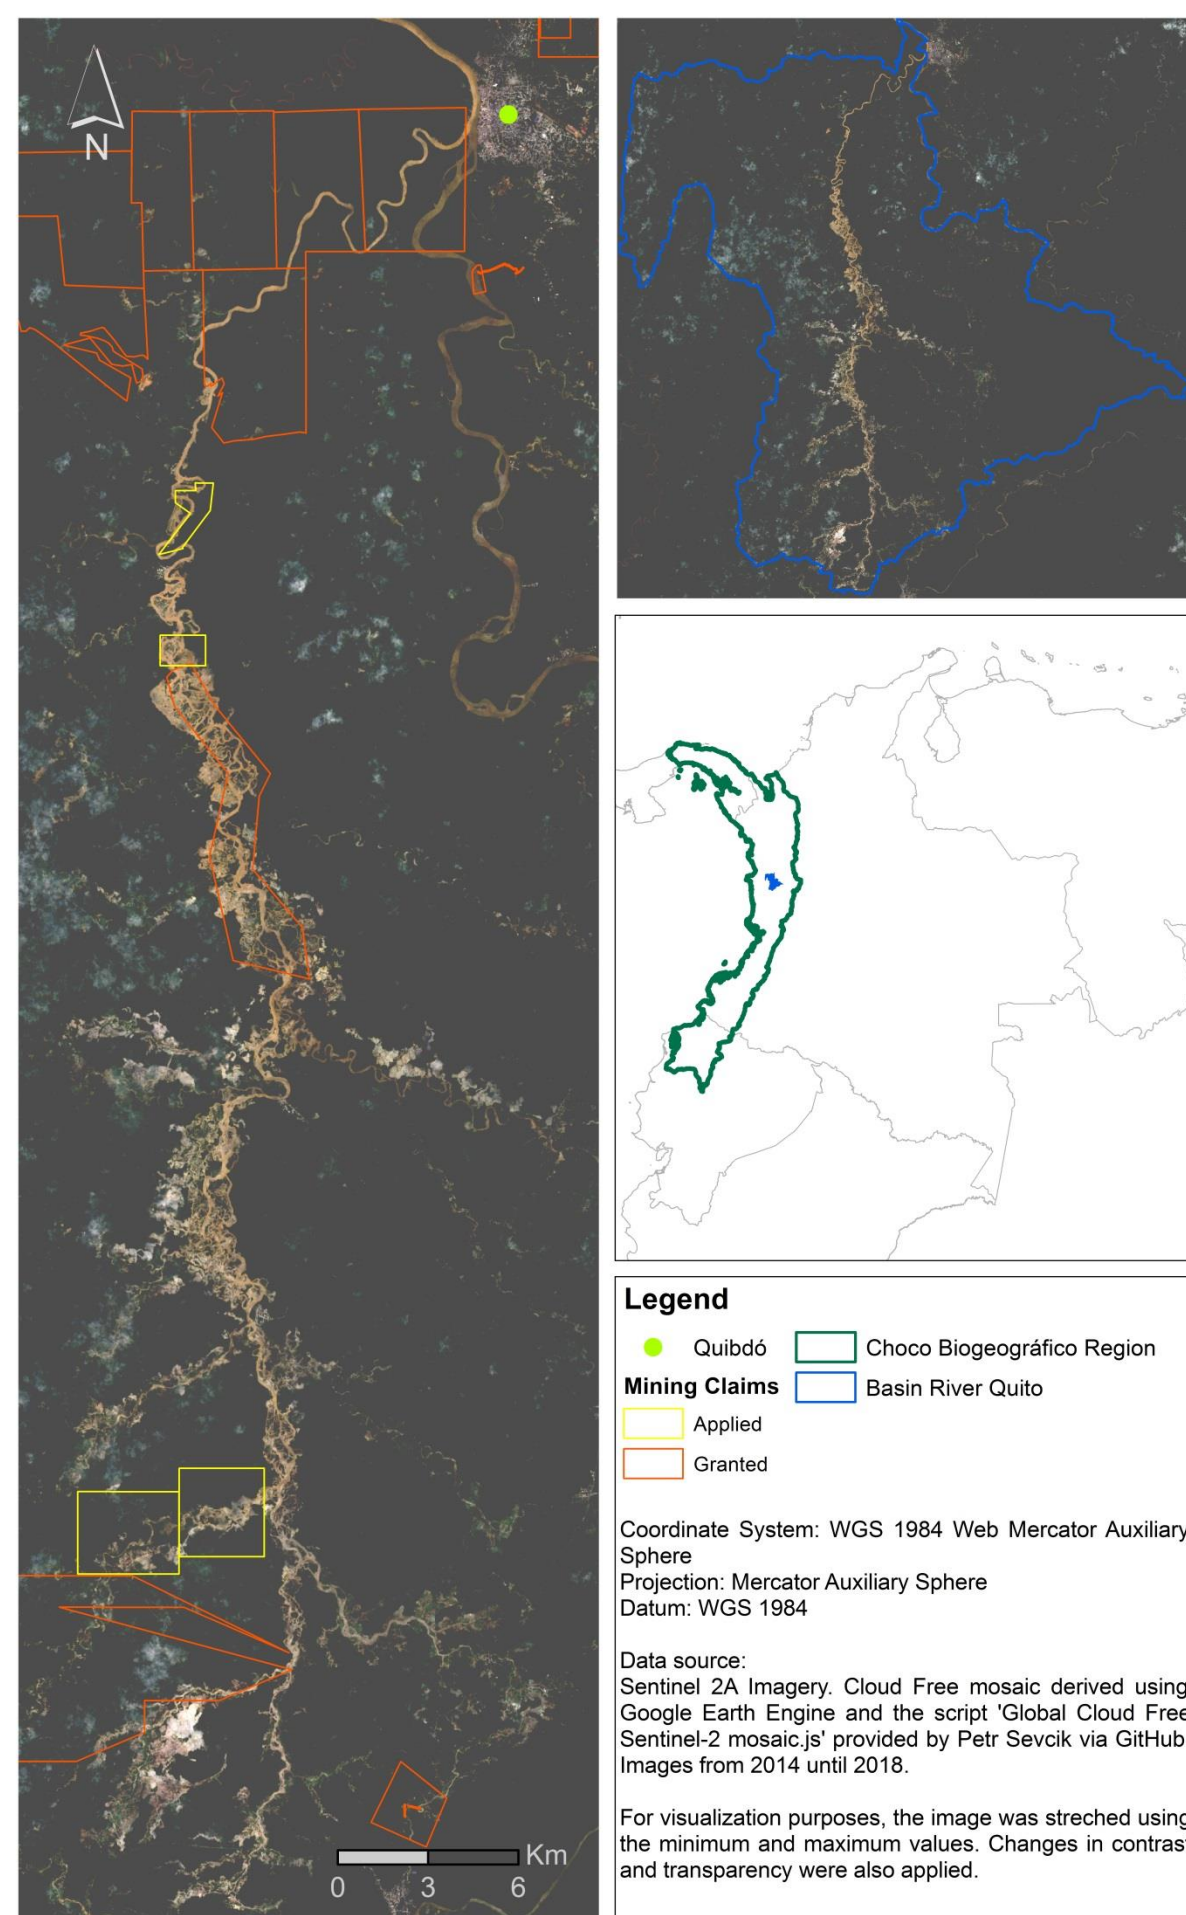 N
Km
0 3 6
Legend
Quibdó
Choco Biogeográfico Region
Mining Claims
Basin River Quito
Applied
Granted
Coordinate System: WGS 1984 Web Mercator Auxiliary
Sphere
Projection: Mercator Auxiliary Sphere
Datum: WGS 1984
Data source:
Sentinel 2A Imagery. Cloud Free mosaic derived using
Google Earth Engine and the script 'Global Cloud Free
Sentinel-2 mosaic.js' provided by Petr Sevcik via GitHub
Images from 2014 until 2018.
For visualization purposes, the image was streched using
the minimum and maximum values. Changes in contrast
and transparency were also applied.